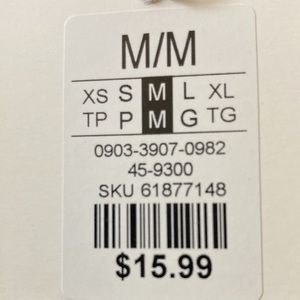 M/M
XS S M L XL
TP P M G TG
0903-3907-0982
45-9300
SKU 61877148
$15.99